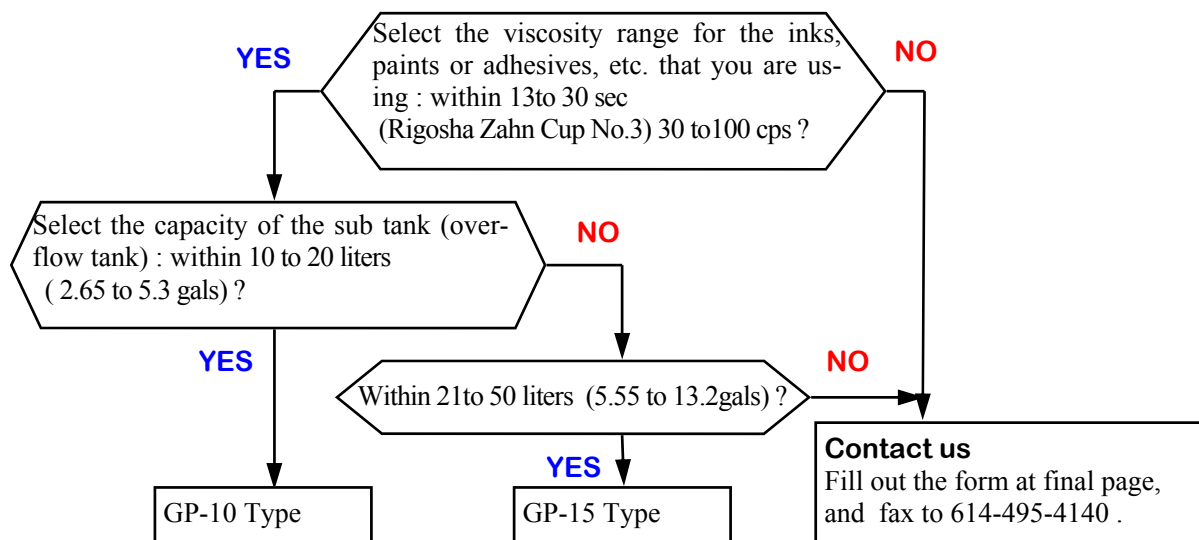 Select the viscosity range for the inks,
paints or adhesives, etc. that you are us-
ing : within 13to 30 sec
(Rigosha Zahn Cup No.3) 30 to100 cps ?
YES
NO
Select the capacity of the sub tank (over-
flow tank) : within 10 to 20 liters
( 2.65 to 5.3 gals) ?
NO
YES
Within 21to 50 liters (5.55 to 13.2gals) ?
NO
YES
GP-10 Type
GP-15 Type
Contact us
Fill out the form at final page,
and fax to 614-495-4140 .